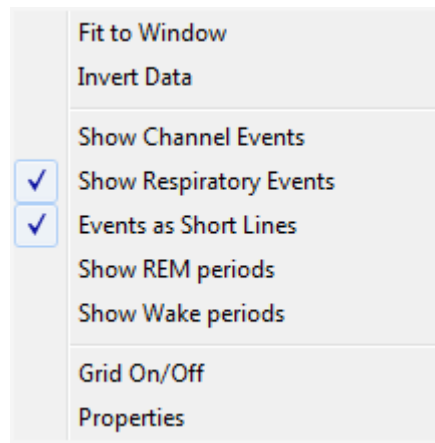 Fit to Window
Invert Data
Show Channel Events
Show Respiratory Events
Events as Short Lines
Show REM periods
Show Wake periods
Grid On/Off
Properties